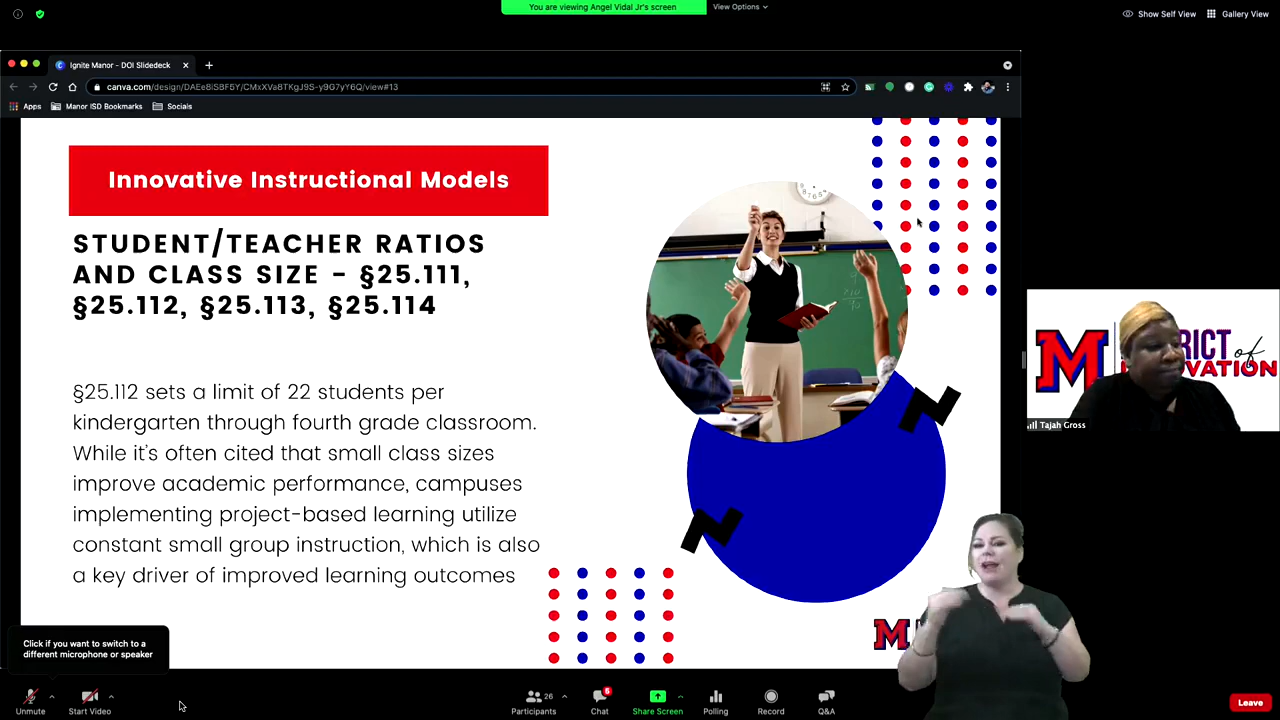 You are viewing Angel Vidal Jr's screen
View Options
Show Self View
Gallery View
Ignite Manor - DOI Slidedeck
canva.com/design/DAEe8iSBF5Y/CMxXVa8TKgJ9S-y9G7yY6Q/view#13
Apps
Manor ISD Bookmarks
Socials
Innovative Instructional Models
STUDENT/TEACHER RATIOS
AND CLASS SIZE - §25.111,
§25.112, §25.113, §25.114
§25.112 sets a limit of 22 students per
kindergarten through fourth grade classroom.
While it's often cited that small class sizes
improve academic performance, campuses
implementing project-based learning utilize
constant small group instruction, which is also
a key driver of improved learning outcomes
M
of
Tajah Gross
M
Click if you want to switch to a
different microphone or speaker
Unmute
Start Video
26
Participants
6
Chat
Share Screen
Polling
Record
Q&A
Leave